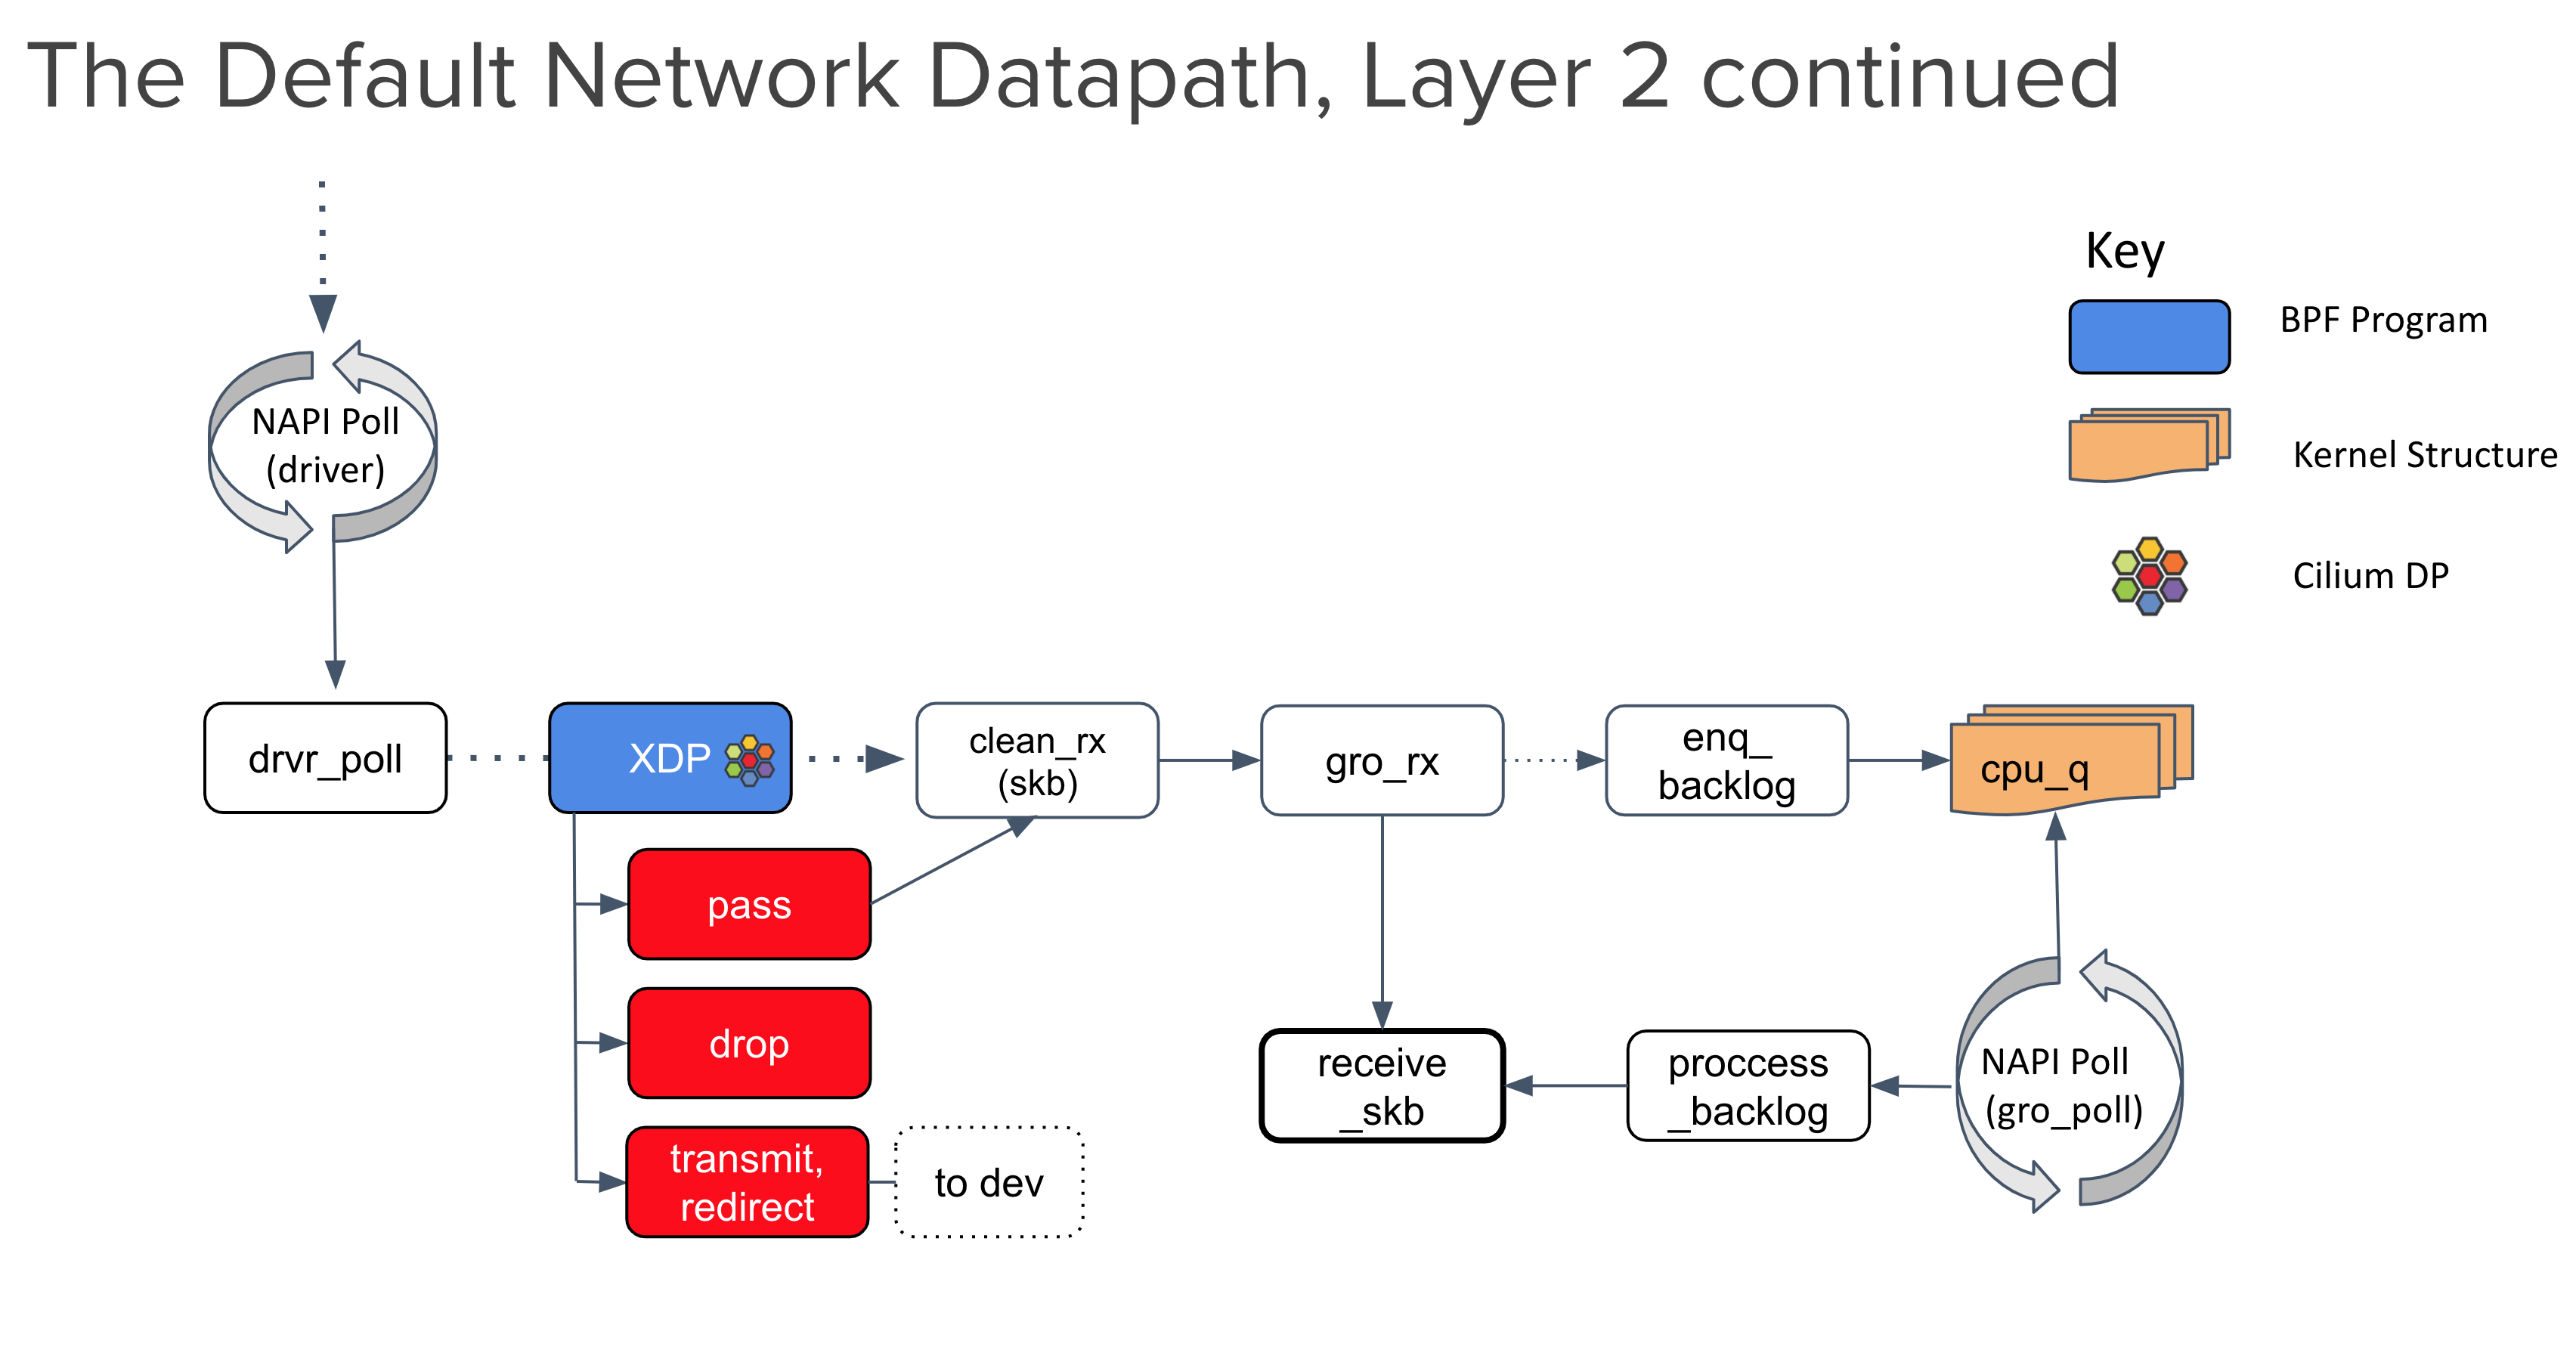 The Default Network Datapath, Layer 2 continued
Key
BPF Program
Kernel Structure
Cilium DP
NAPI Poll
(driver)
drvr_poll
XDP
clean_rx
(skb)
gro_rx
enq_
backlog
cpu_q
pass
drop
transmit,
redirect
to dev
receive
_skb
proccess
_backlog
NAPI Poll
(gro_poll)